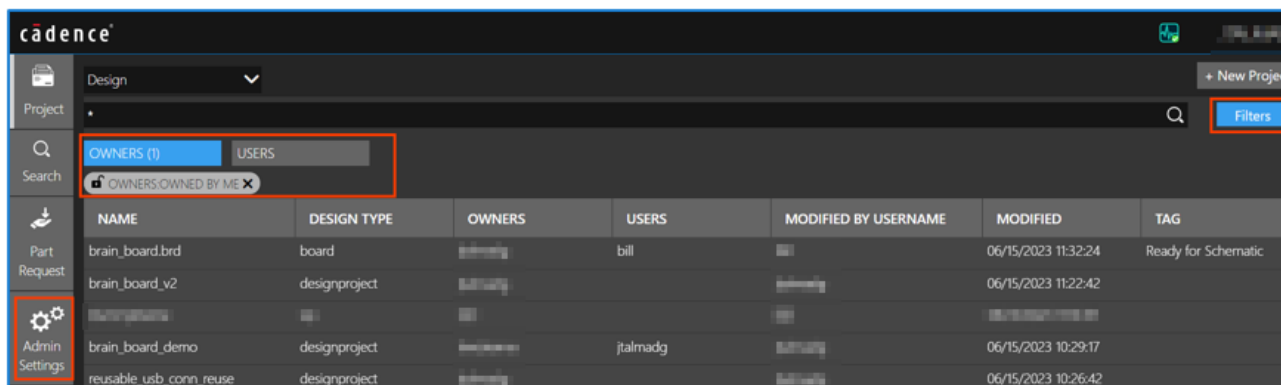 cādence
Design
+ New Proje
Project
*
Filters
Search
OWNERS (1) USERS
OWNERS:OWNED BY ME ×
NAME DESIGN TYPE OWNERS USERS MODIFIED BY USERNAME MODIFIED TAG
Part Request
brain_board.brd board bill 06/15/2023 11:32:24 Ready for Schematic
brain_board_v2 designproject 06/15/2023 11:22:42
Admin Settings
brain_board_demo designproject jtalmadg 06/15/2023 10:29:17
reusable_usb_conn_reuse designproject 06/15/2023 10:26:42